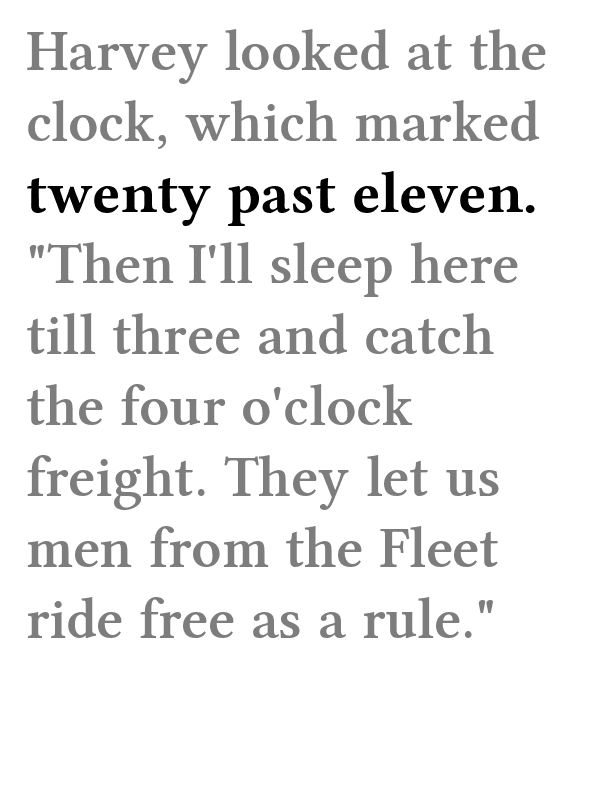 Harvey looked at the
clock, which marked
twenty past eleven.
"Then I'll sleep here
till three and catch
the four o'clock
freight. They let us
men from the Fleet
ride free as a rule."